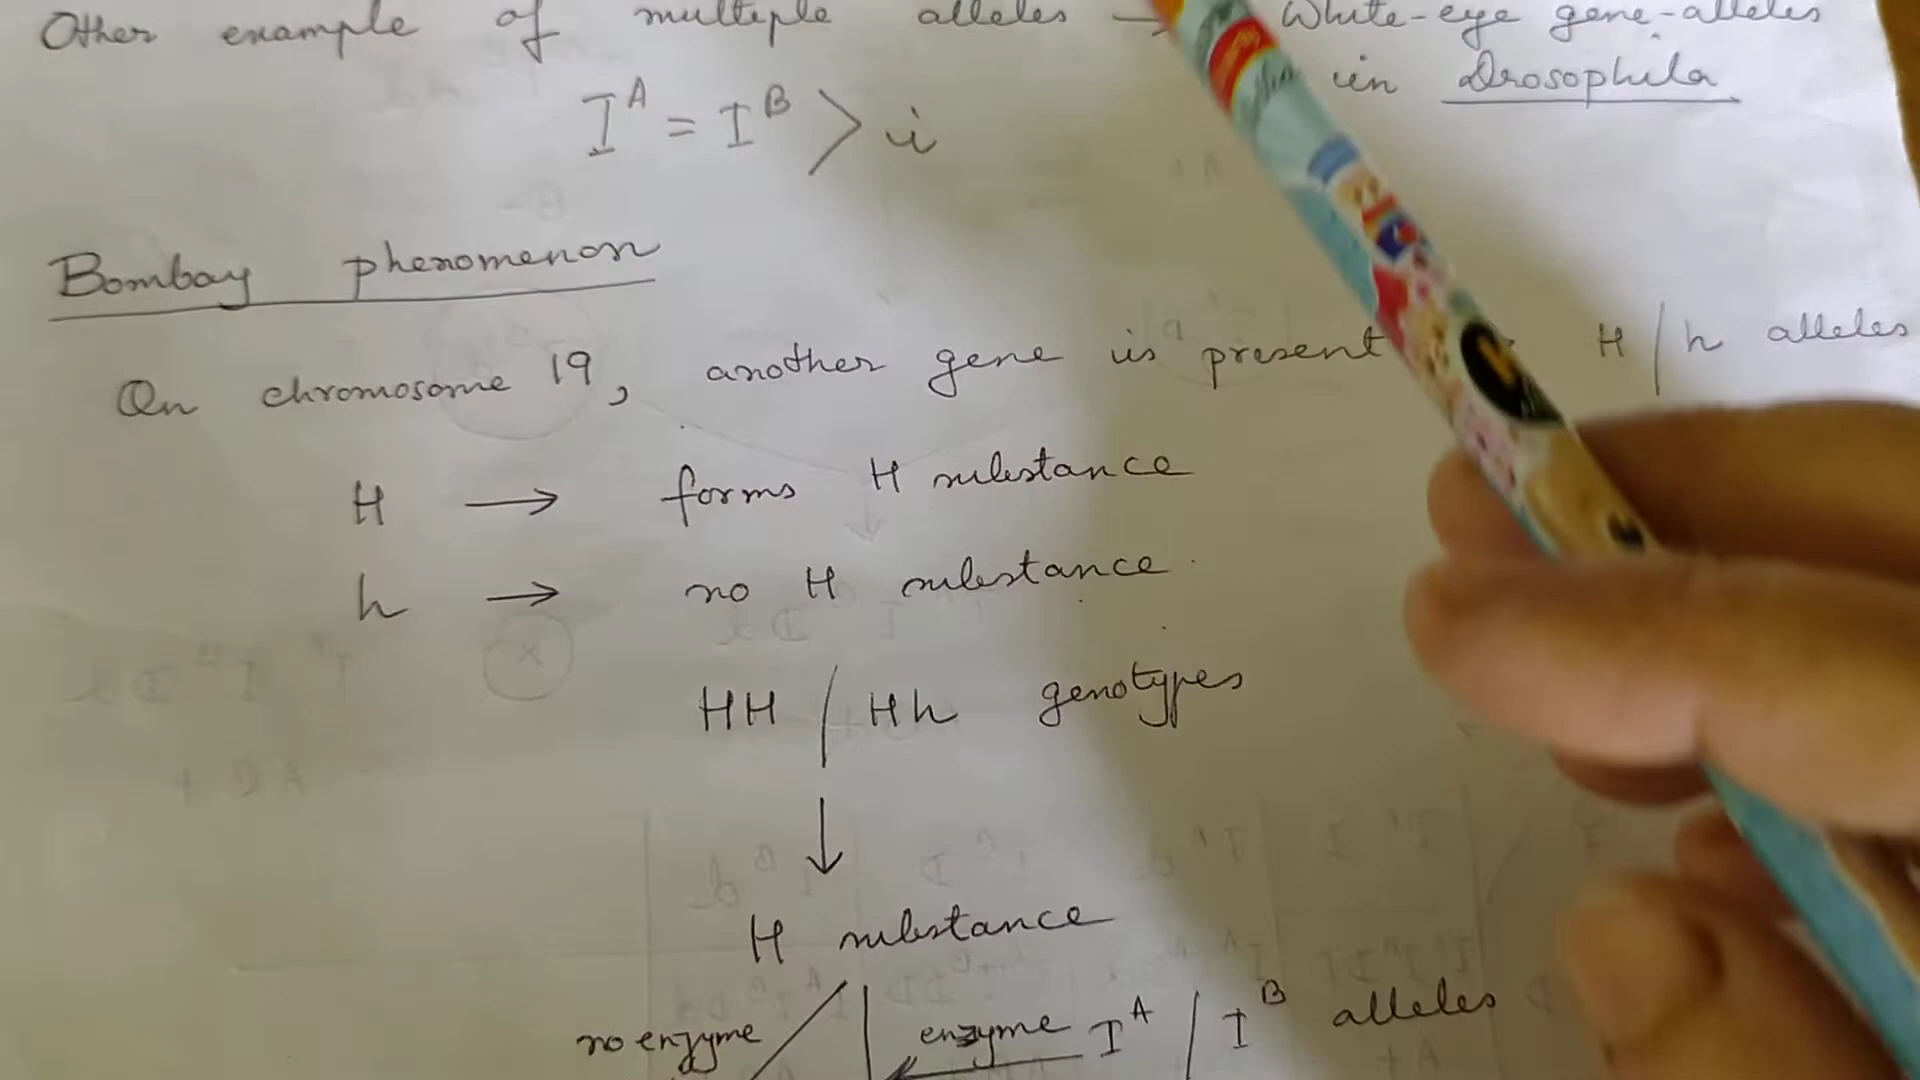 Other example of multiple alleles → White-eye gene-alleles
in Drosophila
I^A = I^B > i
Bombay phenomenon
On chromosome 19, another gene is present H / h alleles
H → forms H substance
h → no H substance
HH / Hh genotypes
↓
H substance
no enzyme enzyme I^A / I^B alleles